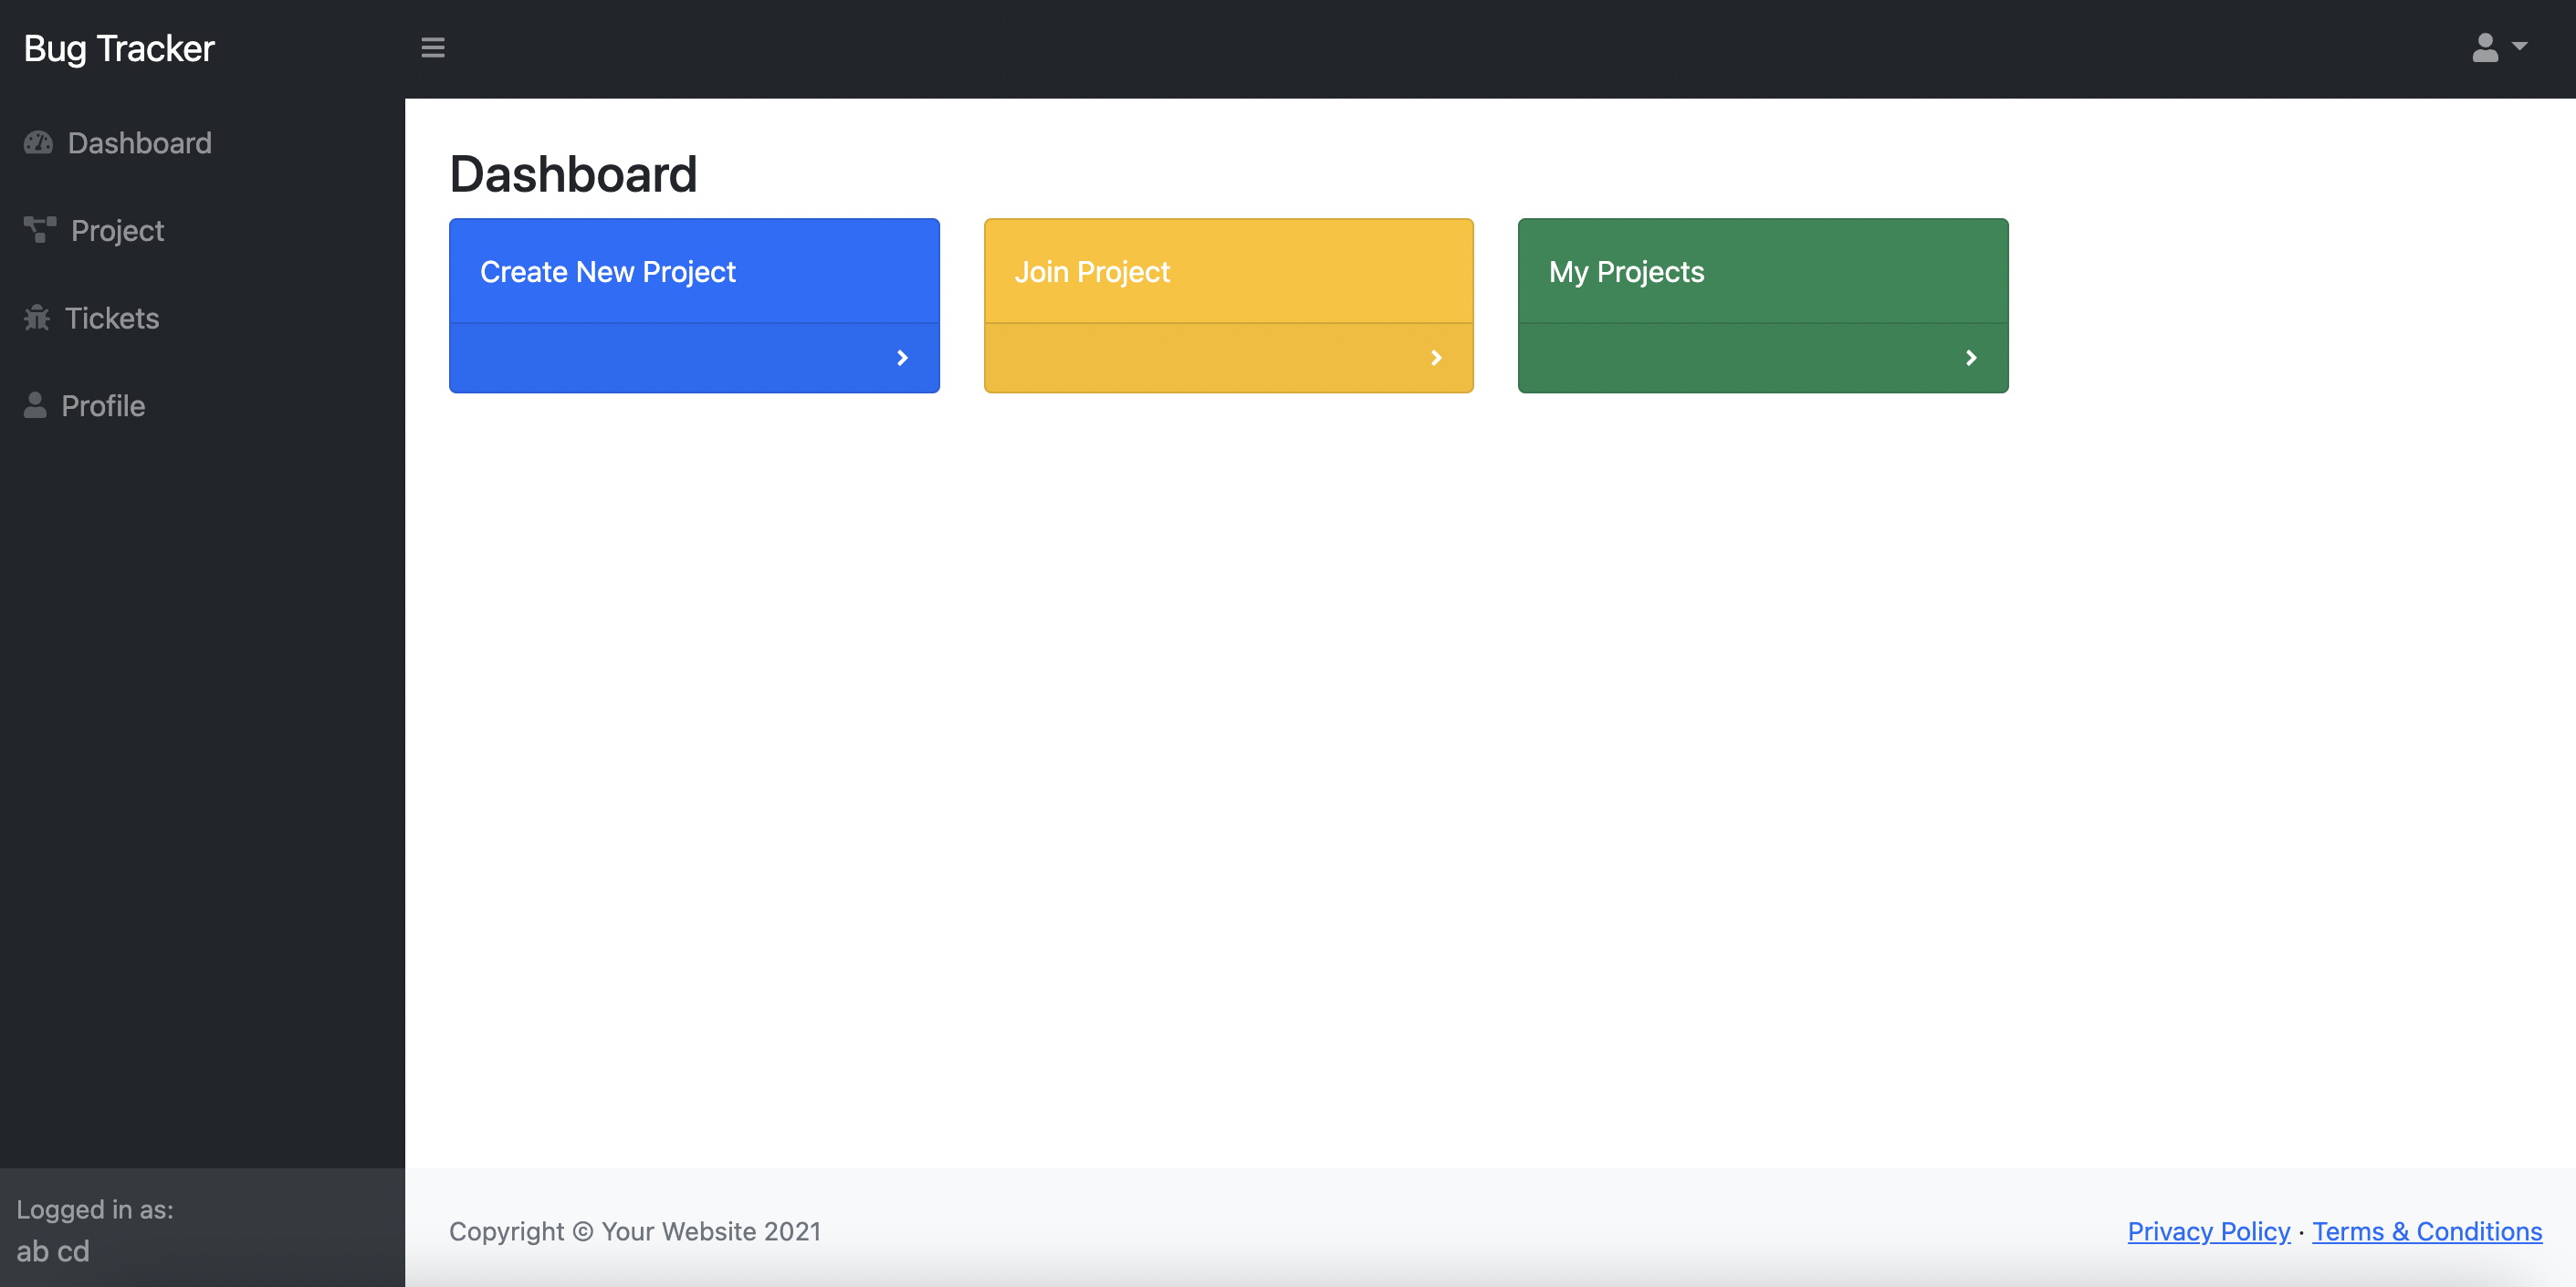 Bug Tracker
Dashboard
Project
Tickets
Profile
Logged in as:
ab cd
Dashboard
Create New Project
Join Project
My Projects
Copyright © Your Website 2021
Privacy Policy · Terms & Conditions